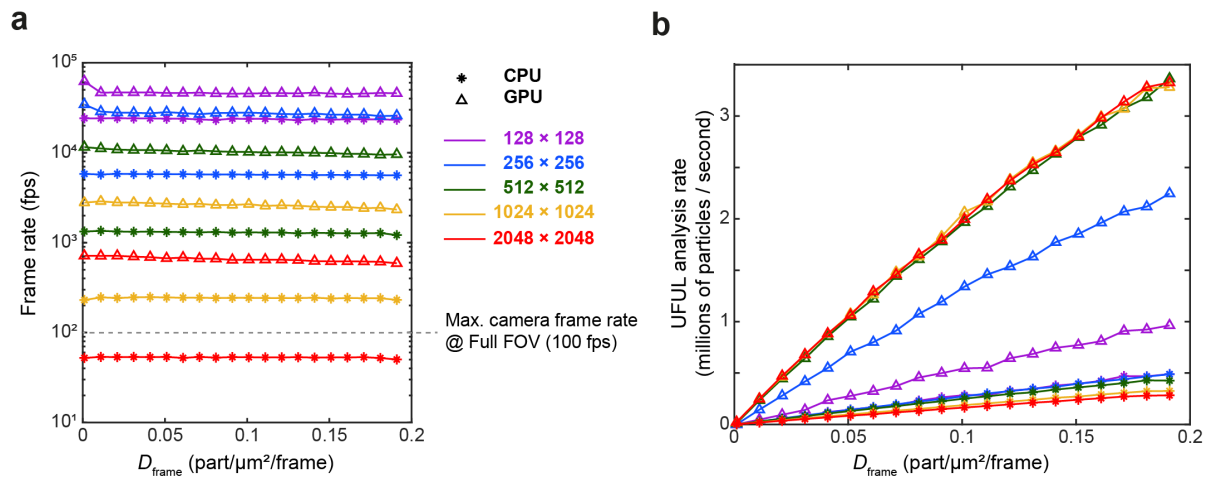 a
Frame rate (fps)
10⁵
10⁴
10³
10²
10¹
0
0.05
0.1
0.15
0.2
D_frame (part/µm²/frame)
CPU
GPU
128 × 128
256 × 256
512 × 512
1024 × 1024
2048 × 2048
Max. camera frame rate
@ Full FOV (100 fps)
b
UFUL analysis rate
(millions of particles / second)
3
2
1
0
0
0.05
0.1
0.15
0.2
D_frame (part/µm²/frame)